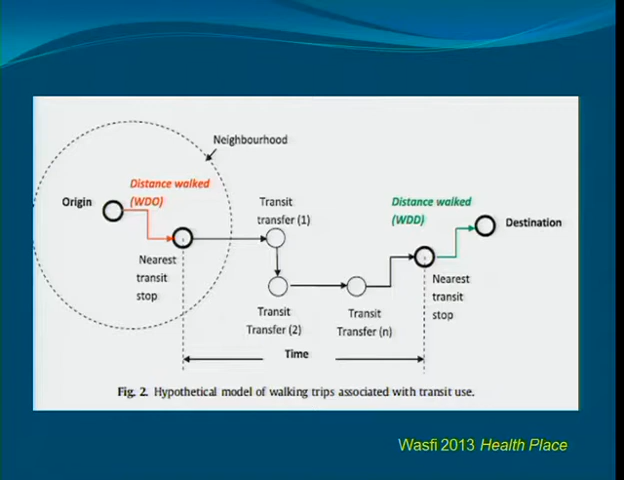 Neighbourhood
Distance walked
(WDO)
Origin
Nearest
transit
stop
Transit
transfer (1)
Transit
Transfer (2)
Transit
Transfer (n)
Distance walked
(WDD)
Destination
Nearest
transit
stop
Time
Fig. 2. Hypothetical model of walking trips associated with transit use.
Wasfi 2013 Health Place